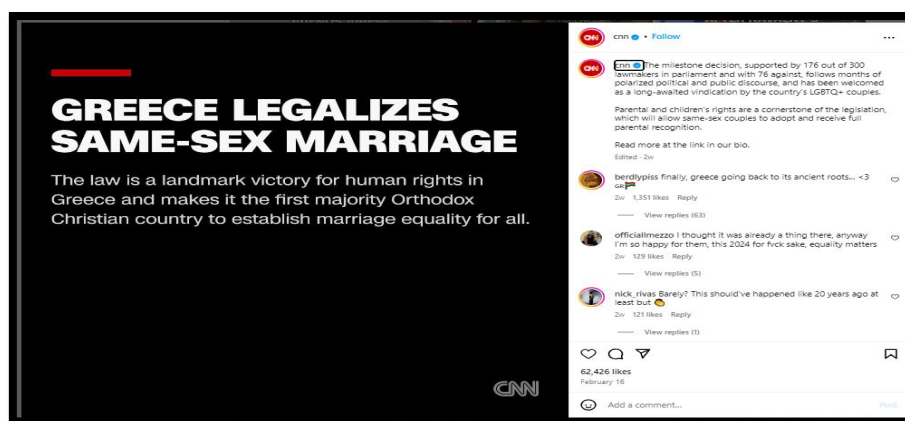 GREECE LEGALIZES
SAME-SEX MARRIAGE
The law is a landmark victory for human rights in
Greece and makes it the first majority Orthodox
Christian country to establish marriage equality for all.
CNN
CNN
cnn • Follow
CNN
cnn The milestone decision, supported by 176 out of 300
lawmakers in parliament and with 76 against, follows months of
polarized political and public discourse, and has been welcomed
as a long-awaited vindication by the country's LGBTQ+ couples.
Parental and children's rights are a cornerstone of the legislation,
which will allow same-sex couples to adopt and receive full
parental recognition.
Read more at the link in our bio.
Edited · 2w
berdlypiss finally, greece going back to its ancient roots... <3
GR
2w 1,351 likes Reply
View replies (63)
officiallmezzo I thought it was already a thing there, anyway
I'm so happy for them, this 2024 for fvck sake, equality matters
2w 129 likes Reply
View replies (5)
nick_rivas Barely? This should've happened like 20 years ago at
least but
2w 121 likes Reply
View replies (1)
62,426 likes
February 16
Add a comment...
Post